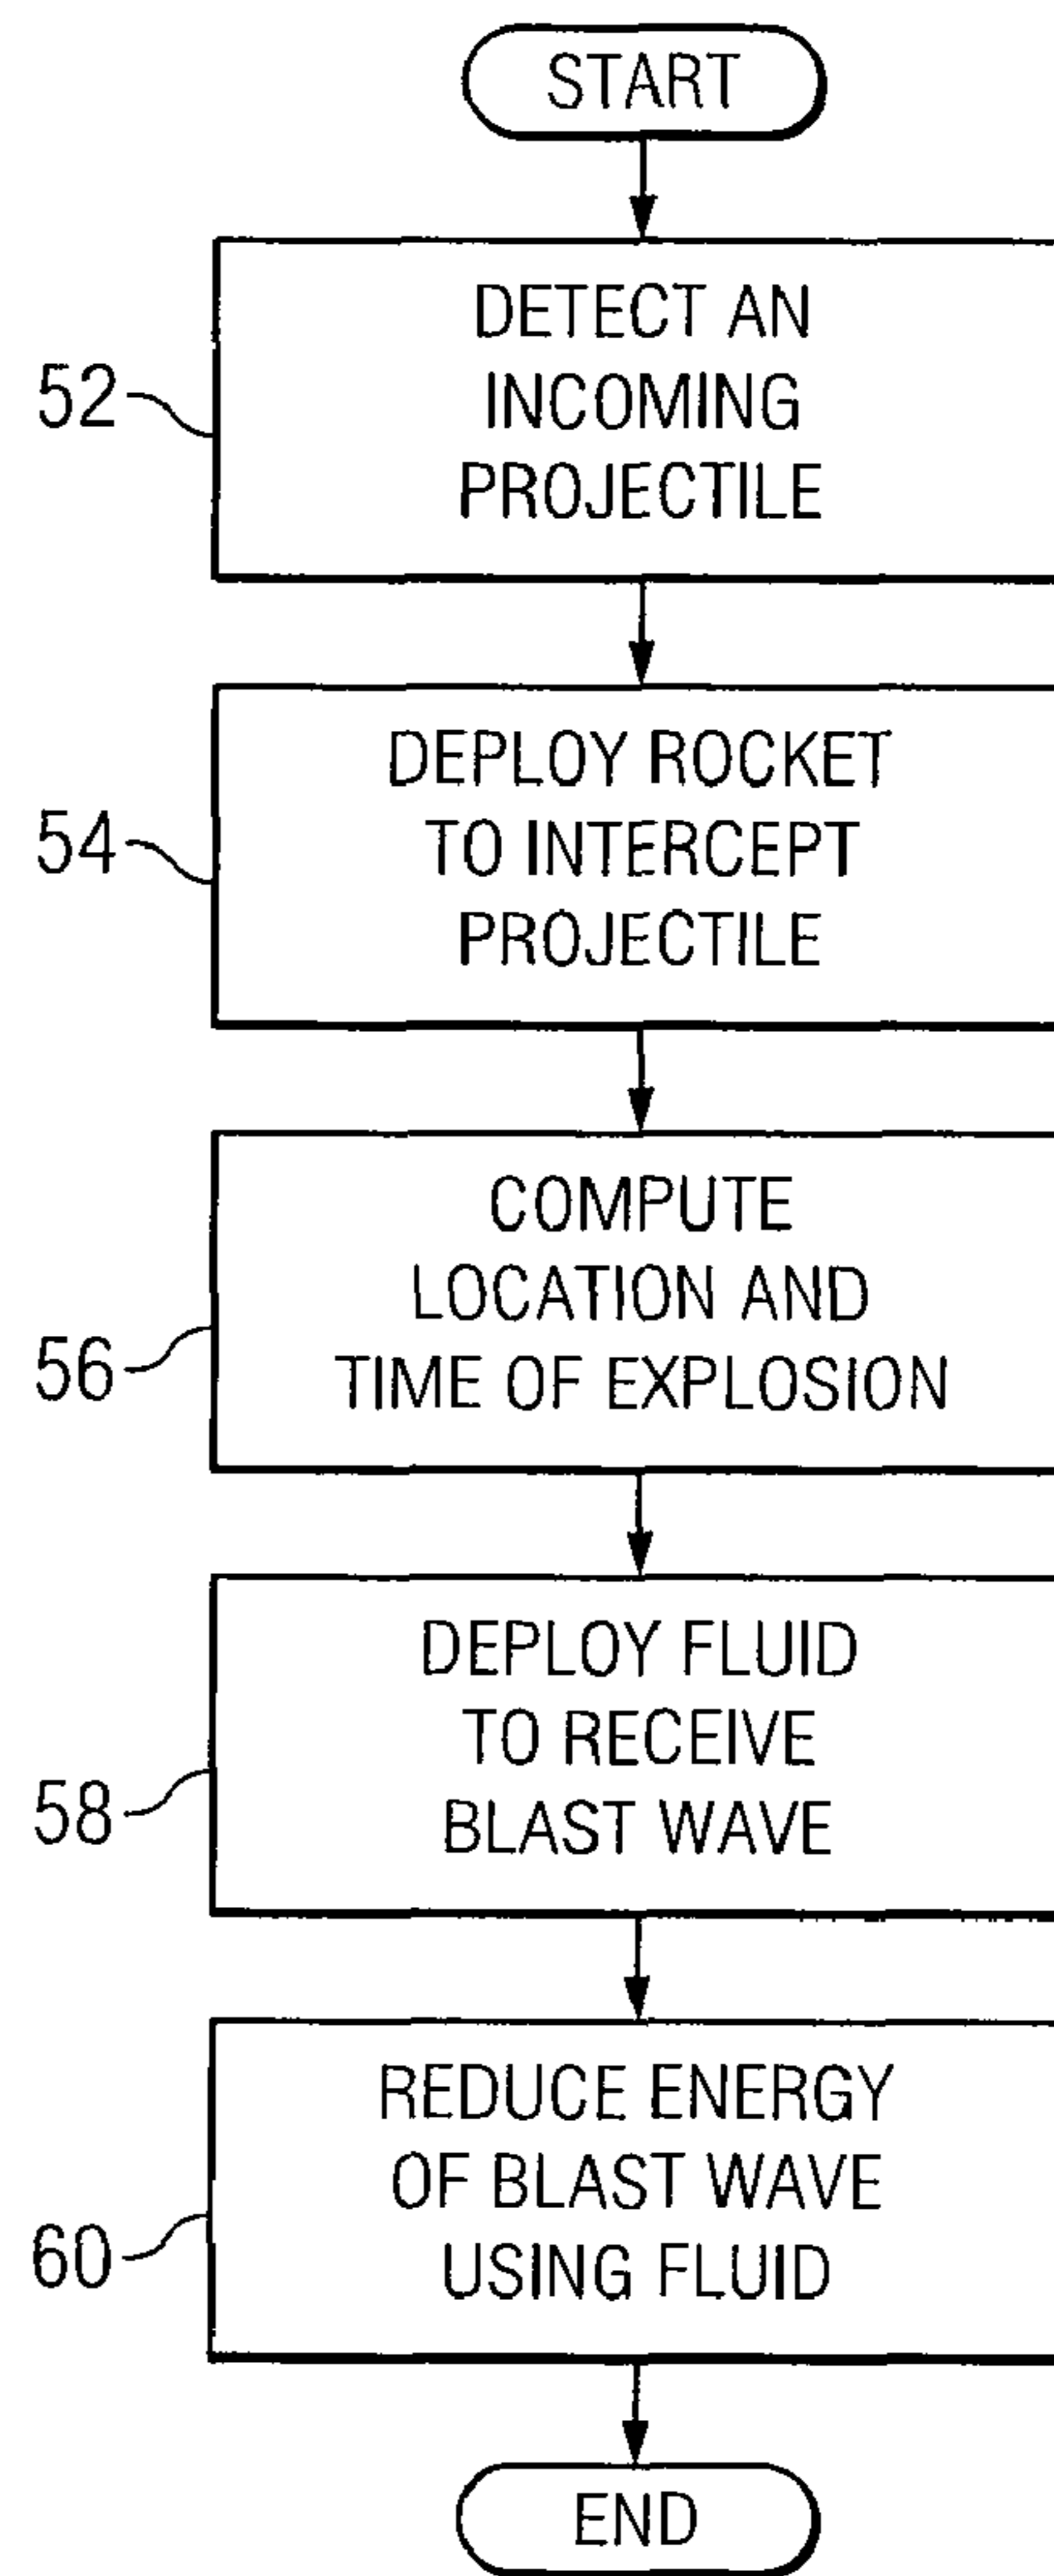 START
DETECT AN
INCOMING
PROJECTILE
52
DEPLOY ROCKET
TO INTERCEPT
PROJECTILE
54
COMPUTE
LOCATION AND
TIME OF EXPLOSION
56
DEPLOY FLUID
TO RECEIVE
BLAST WAVE
58
REDUCE ENERGY
OF BLAST WAVE
USING FLUID
60
END